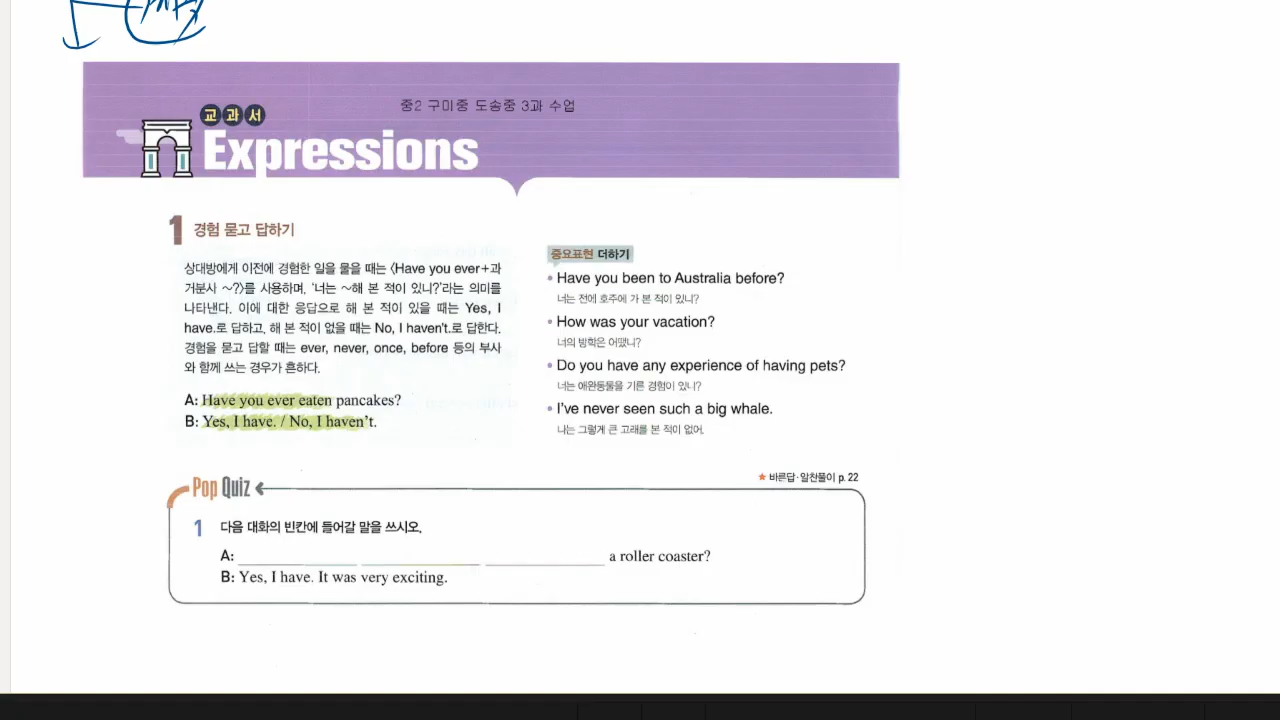 중2 구미중 도송중 3과 수업
교과서
Expressions
1 경험 묻고 답하기
상대방에게 이전에 경험한 일을 물을 때는 〈Have you ever+과
거분사 ~?〉를 사용하며, ‘너는 ~해 본 적이 있니?’라는 의미를
나타낸다. 이에 대한 응답으로 해 본 적이 있을 때는 Yes, I
have.로 답하고, 해 본 적이 없을 때는 No, I haven't.로 답한다.
경험을 묻고 답할 때는 ever, never, once, before 등의 부사
와 함께 쓰는 경우가 흔하다.
A: Have you ever eaten pancakes?
B: Yes, I have. / No, I haven't.
중요표현 더하기
• Have you been to Australia before?
너는 전에 호주에 가 본 적이 있니?
• How was your vacation?
너의 방학은 어땠니?
• Do you have any experience of having pets?
너는 애완동물을 기른 경험이 있니?
• I've never seen such a big whale.
나는 그렇게 큰 고래를 본 적이 없어.
★ 바른답·알찬풀이 p. 22
Pop Quiz
1 다음 대화의 빈칸에 들어갈 말을 쓰시오.
A: ________ ________ ________ a roller coaster?
B: Yes, I have. It was very exciting.